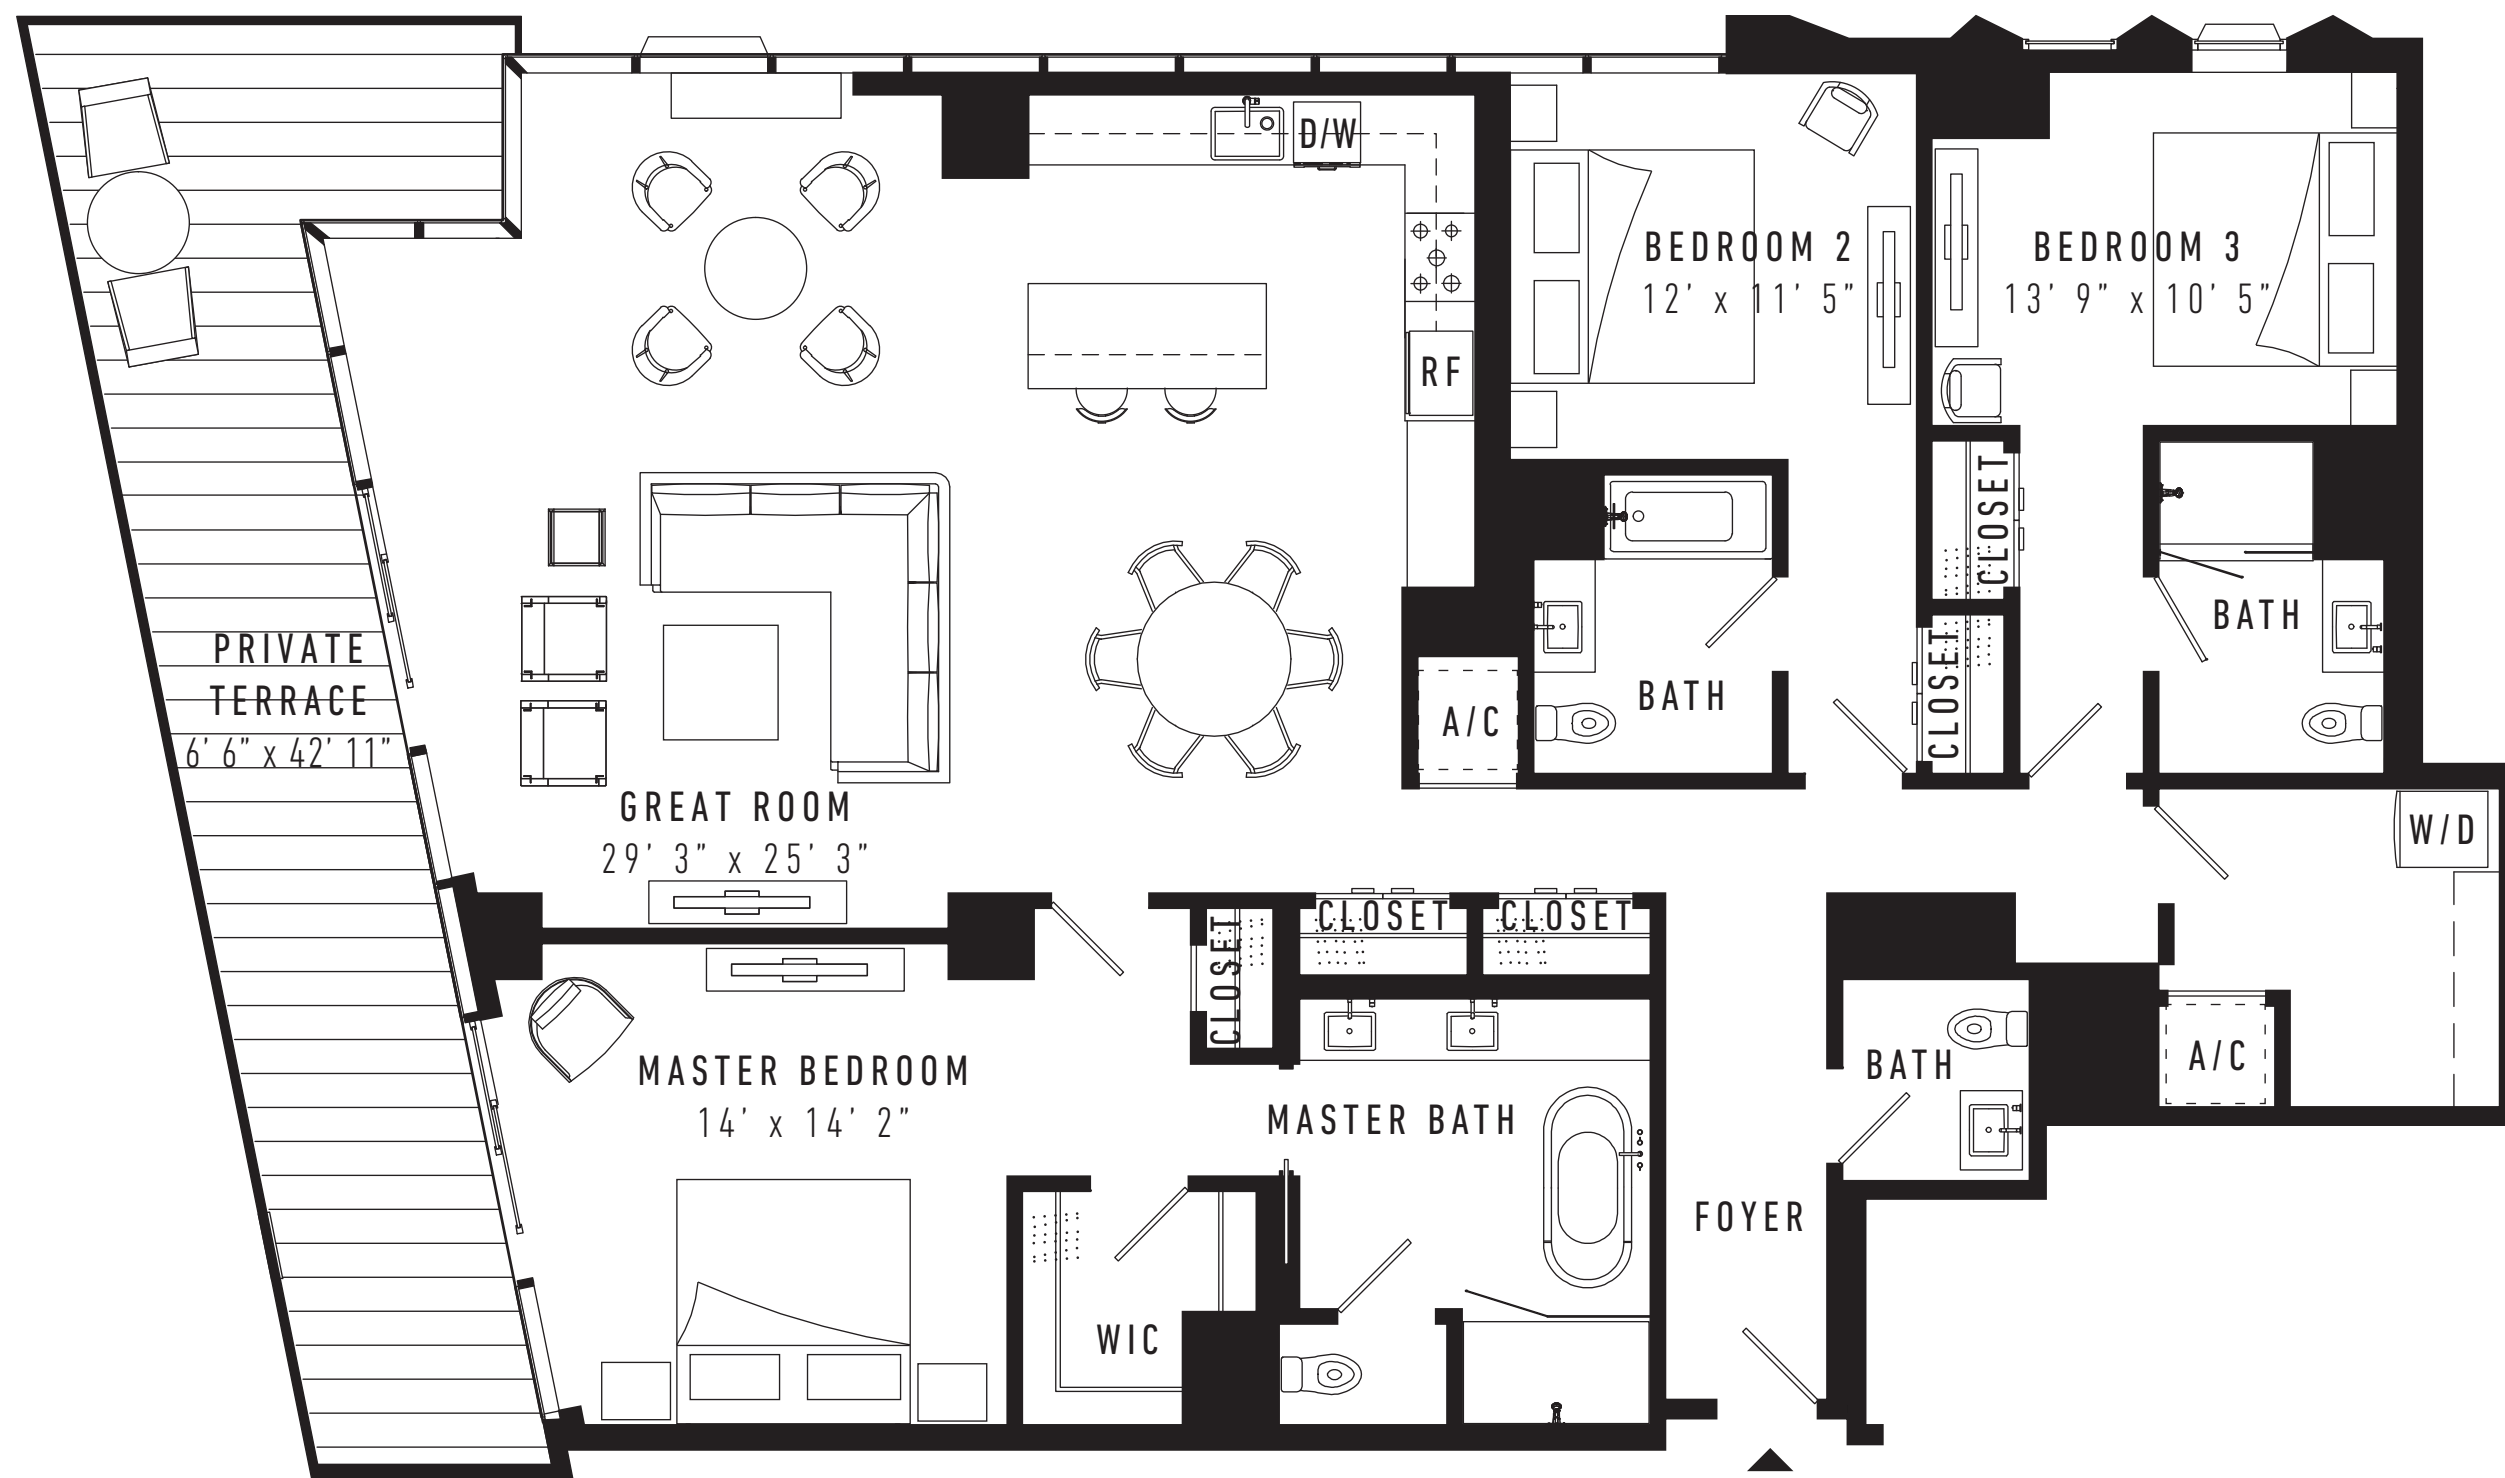 D/W
BEDROOM 2
12' x 11' 5"
BEDROOM 3
13' 9" x 10' 5"
RF
CLOSET
CLOSET
BATH
BATH
A/C
PRIVATE
TERRACE
6' 6" x 42' 11"
GREAT ROOM
29' 3" x 25' 3"
W/D
CLOSET
CLOSET
CLOSET
MASTER BEDROOM
14' x 14' 2"
MASTER BATH
BATH
A/C
FOYER
WIC